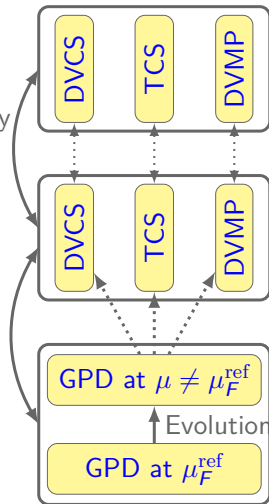 DVCS TCS DVMP
y
DVCS TCS DVMP
GPD at μ ≠ μ_F^ref
Evolution
GPD at μ_F^ref